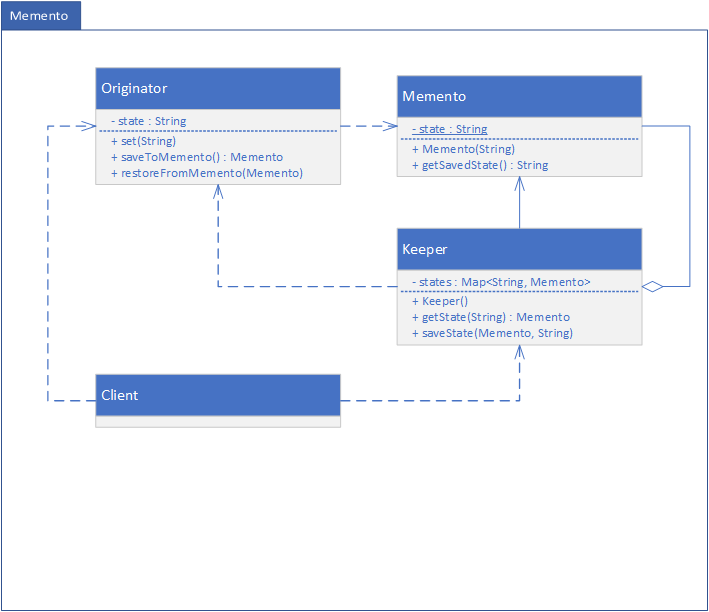 Memento
Originator
- state : String
+ set(String)
+ saveToMemento() : Memento
+ restoreFromMemento(Memento)
Memento
- state : String
+ Memento(String)
+ getSavedState() : String
Keeper
- states : Map<String, Memento>
+ Keeper()
+ getState(String) : Memento
+ saveState(Memento, String)
Client